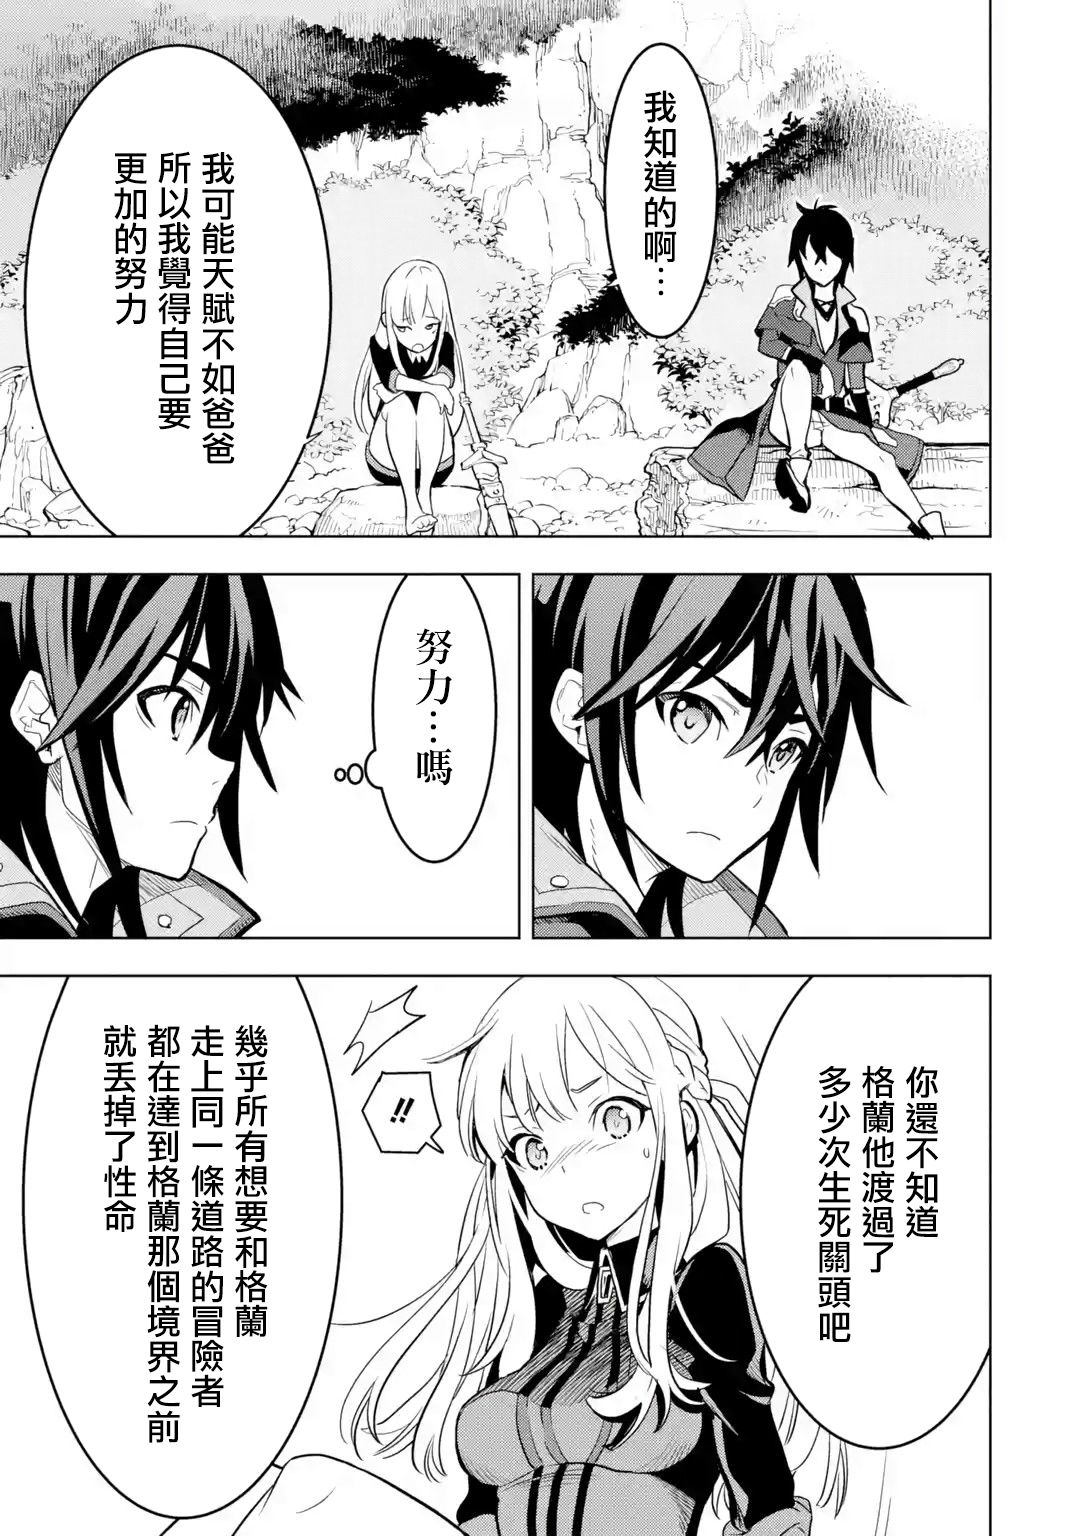 我知道的啊…
我可能天賦不如爸爸
所以我覺得自己要
更加的努力
努力…嗎
你還不知道
格蘭他渡過了
多少次生死關頭吧
!!
幾乎所有想要和格蘭
走上同一條道路的冒險者
都在達到格蘭那個境界之前
就丟掉了性命